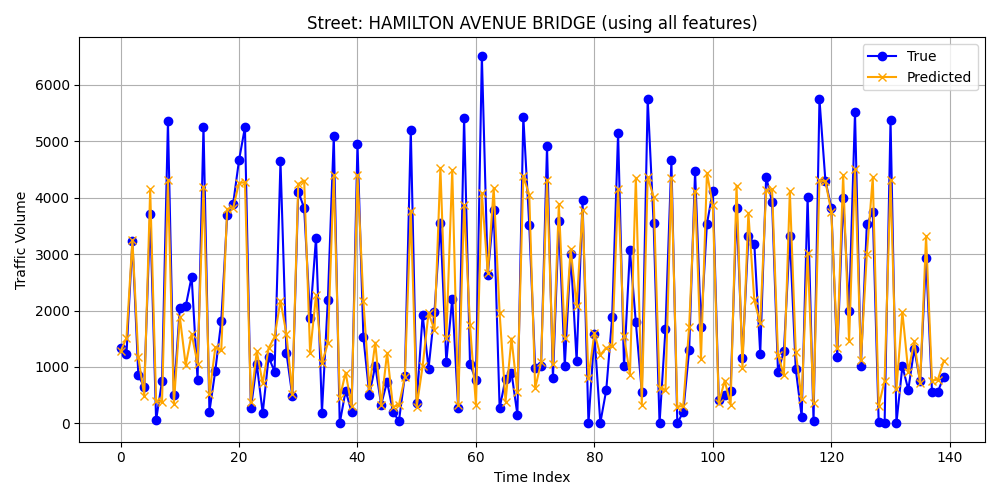 Street: HAMILTON AVENUE BRIDGE (using all features)
True
Predicted
Traffic Volume
6000
5000
4000
3000
2000
1000
0
0 20 40 60 80 100 120 140
Time Index